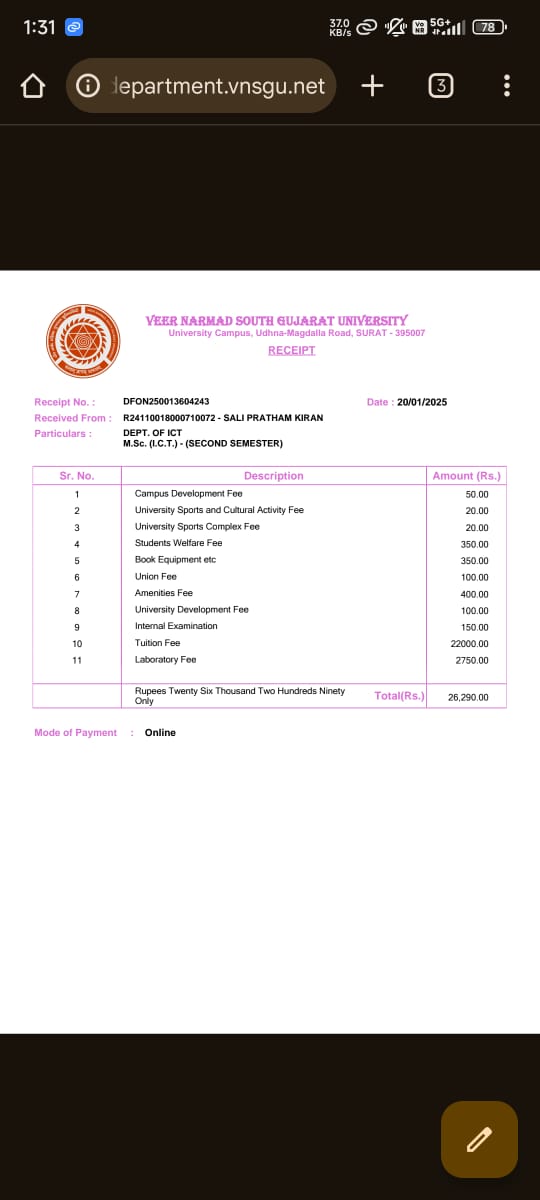 1:31
37.0 KB/s Vo NR 5G+ 78
department.vnsgu.net 3
VEER NARMAD SOUTH GUJARAT UNIVERSITY
University Campus, Udhna-Magdalla Road, SURAT - 395007
RECEIPT
Receipt No. : DFON250013604243 Date : 20/01/2025
Received From : R24110018000710072 - SALI PRATHAM KIRAN
Particulars : DEPT. OF ICT
M.Sc. (I.C.T.) - (SECOND SEMESTER)
Sr. No. Description Amount (Rs.)
1 Campus Development Fee 50.00
2 University Sports and Cultural Activity Fee 20.00
3 University Sports Complex Fee 20.00
4 Students Welfare Fee 350.00
5 Book Equipment etc 350.00
6 Union Fee 100.00
7 Amenities Fee 400.00
8 University Development Fee 100.00
9 Internal Examination 150.00
10 Tuition Fee 22000.00
11 Laboratory Fee 2750.00
Rupees Twenty Six Thousand Two Hundreds Ninety
Only Total(Rs.) 26,290.00
Mode of Payment : Online